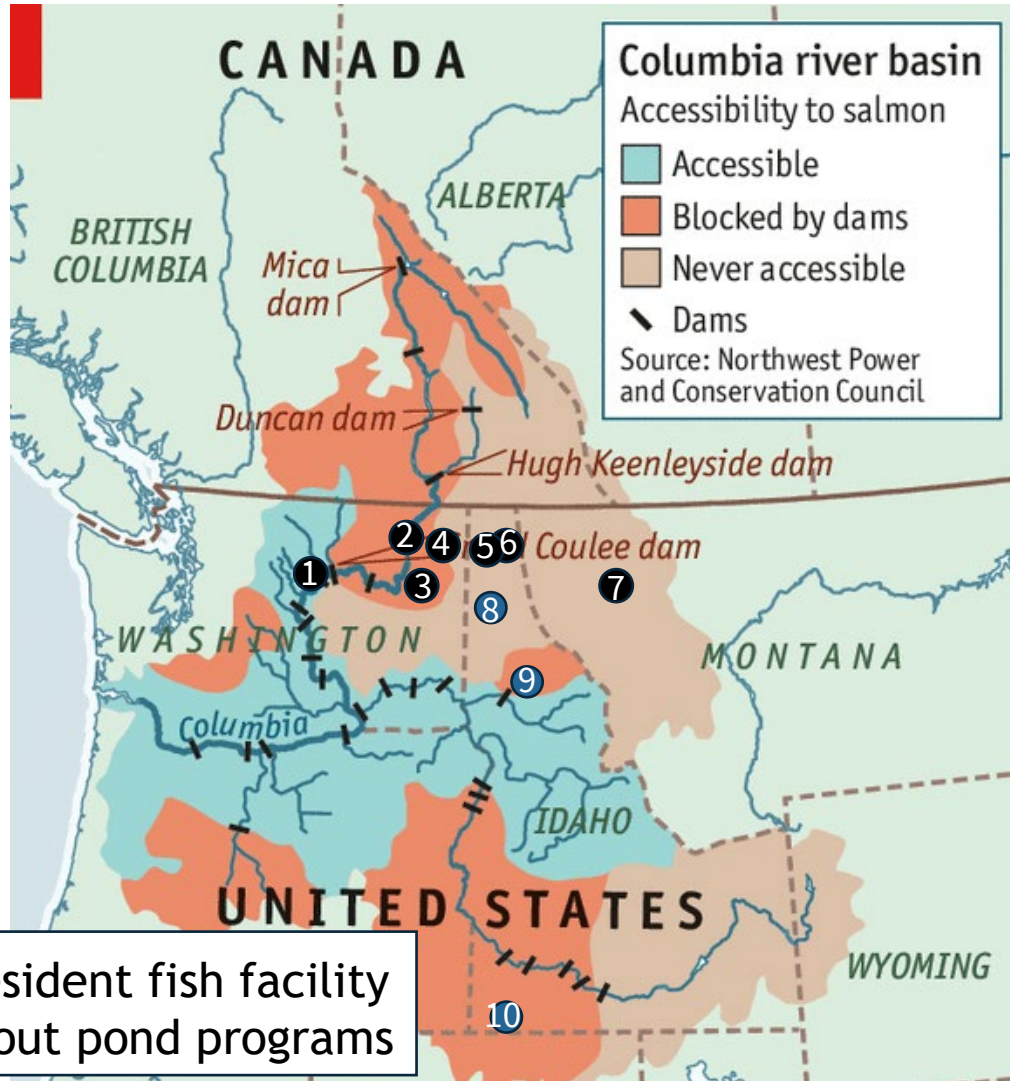 CANADA
Columbia river basin
Accessibility to salmon
Accessible
Blocked by dams
Never accessible
Dams
Source: Northwest Power
and Conservation Council
ALBERTA
BRITISH
COLUMBIA
Mica
dam
Duncan dam
Hugh Keenleyside dam
2
4
5
6
Coulee dam
1
3
7
8
WASHINGTON
MONTANA
9
Columbia
IDAHO
UNITED STATES
WYOMING
sident fish facility
out pond programs
10